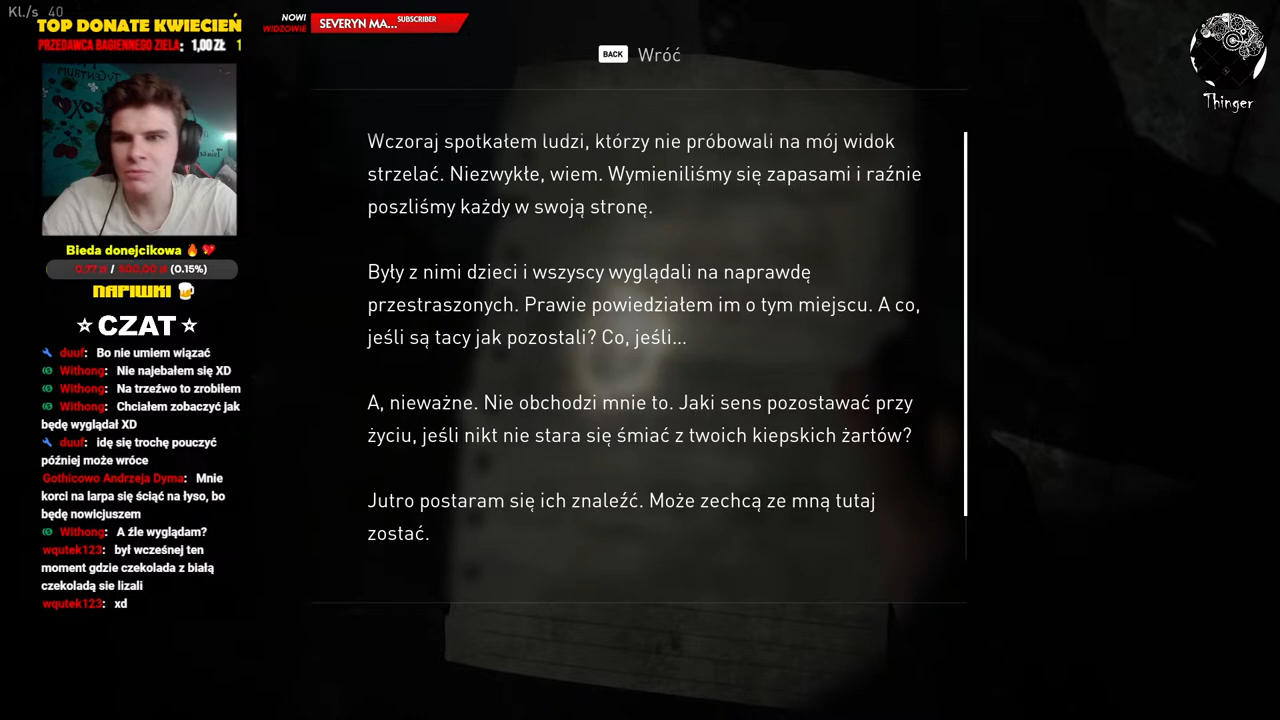 Kl./s 40
TOP DONATE KWIECIEŃ
PRZEDAWCA BAGIENNEGO ZIELA: 1,00 ZŁ 1
NOWI
WIDZOWIE
SEVERYN MA... SUBSCRIBER
BACK Wróć
Thinger
Wczoraj spotkałem ludzi, którzy nie próbowali na mój widok
strzelać. Niezwykłe, wiem. Wymieniliśmy się zapasami i raźnie
poszliśmy każdy w swoją stronę.
Były z nimi dzieci i wszyscy wyglądali na naprawdę
przestraszonych. Prawie powiedziałem im o tym miejscu. A co,
jeśli są tacy jak pozostali? Co, jeśli...
A, nieważne. Nie obchodzi mnie to. Jaki sens pozostawać przy
życiu, jeśli nikt nie stara się śmiać z twoich kiepskich żartów?
Jutro postaram się ich znaleźć. Może zechcą ze mną tutaj
zostać.
Bieda donejcikowa 🔥💖
0,77 zł / 500,00 zł (0.15%)
NAPIWKI 🍺
☆ CZAT ☆
duuf: Bo nie umiem wiązać
Withong: Nie najebałem się XD
Withong: Na trzeźwo to zrobiłem
Withong: Chciałem zobaczyć jak
będę wyglądał XD
duuf: idę się trochę pouczyć
później może wróce
Gothicowo Andrzeja Dyma: Mnie
korci na larpa się ściąć na łyso, bo
będę nowicjuszem
Withong: A źle wyglądam?
wqutek123: był wcześnej ten
moment gdzie czekolada z białą
czekoladą sie lizali
wqutek123: xd